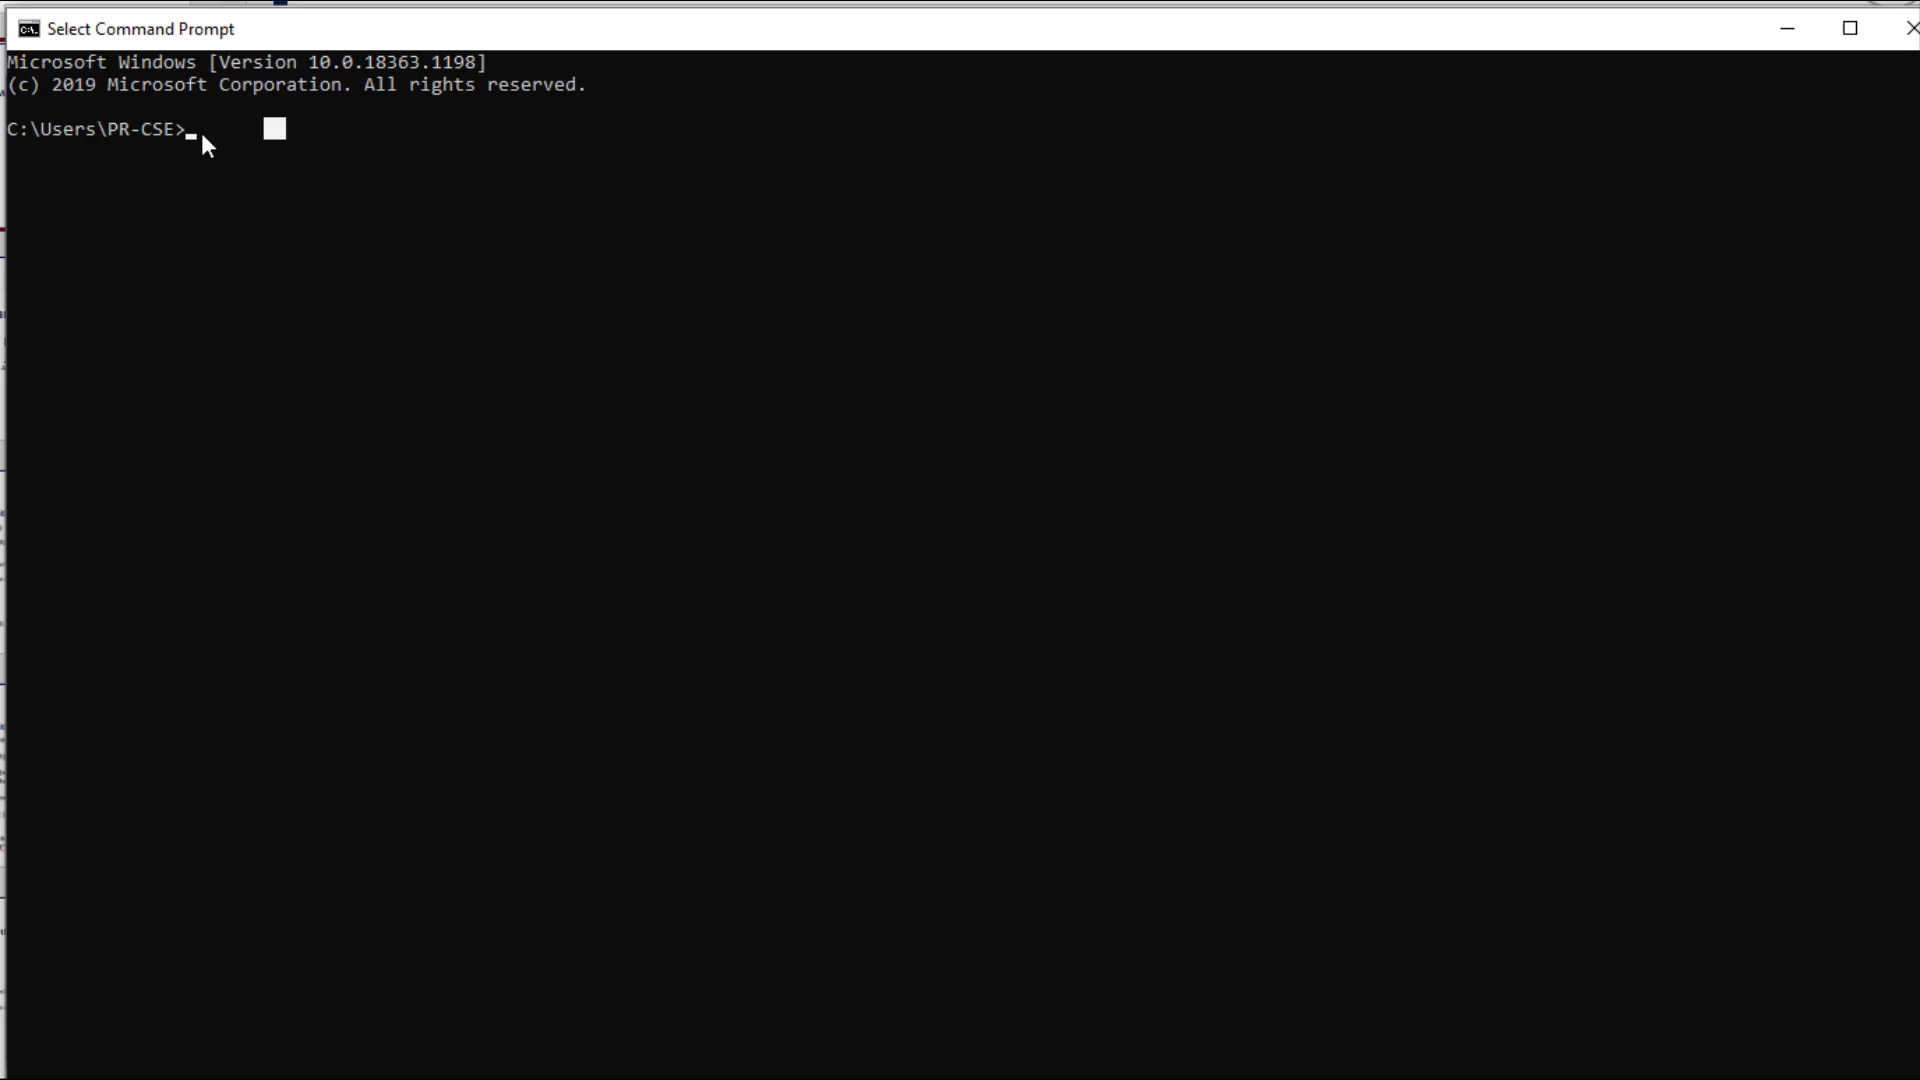 Select Command Prompt
Microsoft Windows [Version 10.0.18363.1198]
(c) 2019 Microsoft Corporation. All rights reserved.
C:\Users\PR-CSE>